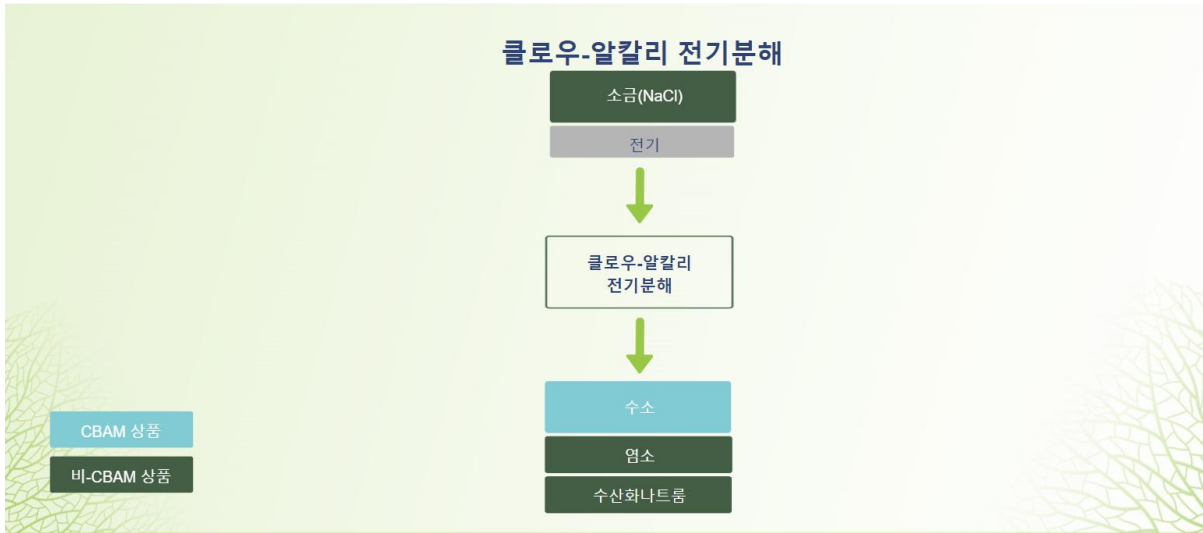 클로우-알칼리 전기분해
소금(NaCl)
전기
클로우-알칼리
전기분해
수소
염소
수산화나트륨
CBAM 상품
비-CBAM 상품